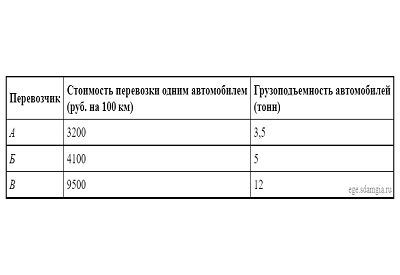 Перевозчик Стоимость перевозки одним автомобилем (руб. на 100 км) Грузоподъемность автомобилей (тонн)
А 3200 3,5
Б 4100 5
В 9500 12
ege.sdamgia.ru